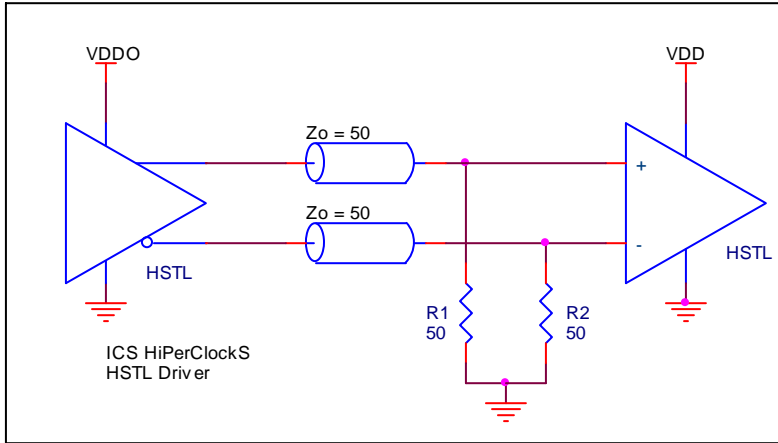 VDDO
VDD
Zo = 50
+
Zo = 50
-
HSTL
HSTL
R1
50
R2
50
ICS HiPerClockS
HSTL Driver